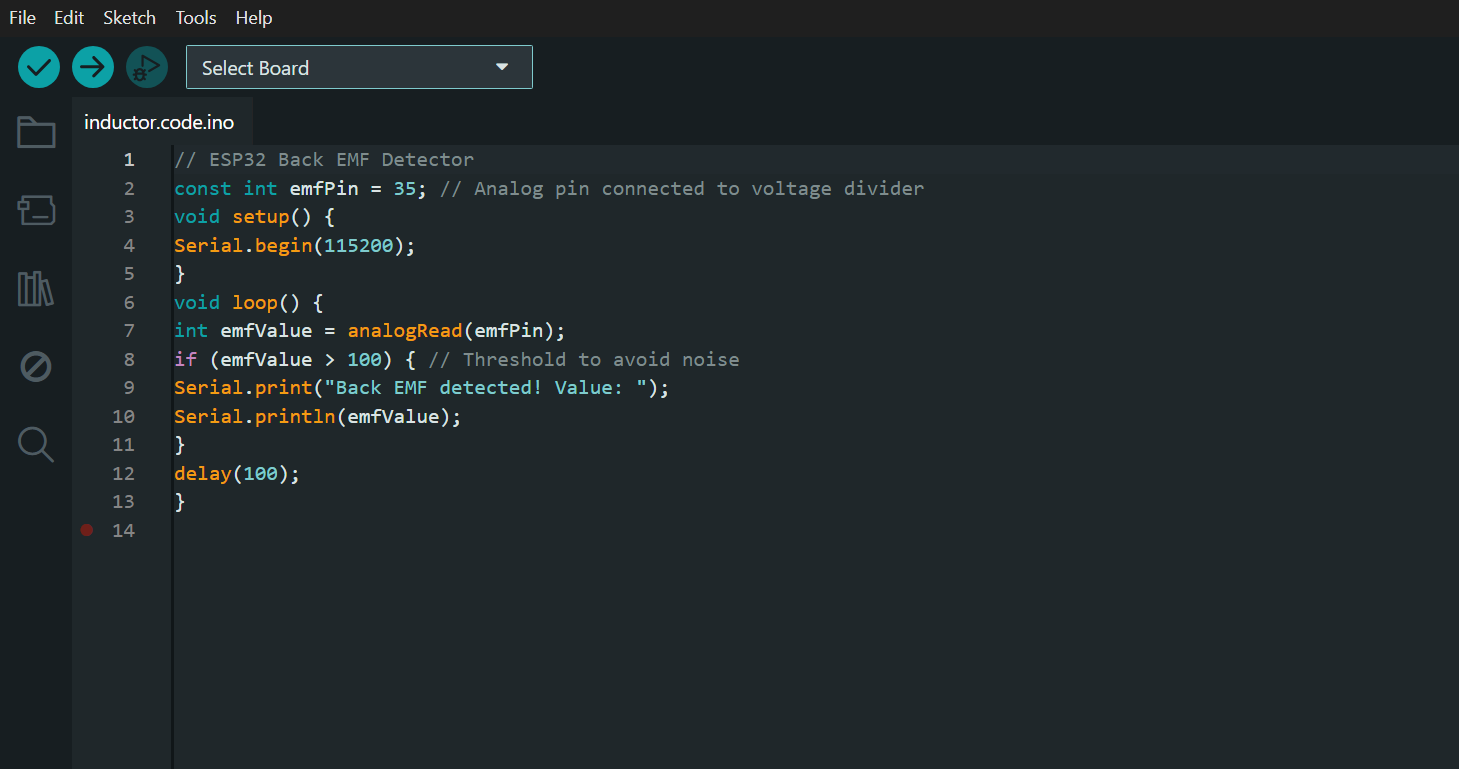 File Edit Sketch Tools Help
Select Board
inductor.code.ino
1 // ESP32 Back EMF Detector
2 const int emfPin = 35; // Analog pin connected to voltage divider
3 void setup() {
4 Serial.begin(115200);
5 }
6 void loop() {
7 int emfValue = analogRead(emfPin);
8 if (emfValue > 100) { // Threshold to avoid noise
9 Serial.print("Back EMF detected! Value: ");
10 Serial.println(emfValue);
11 }
12 delay(100);
13 }
14